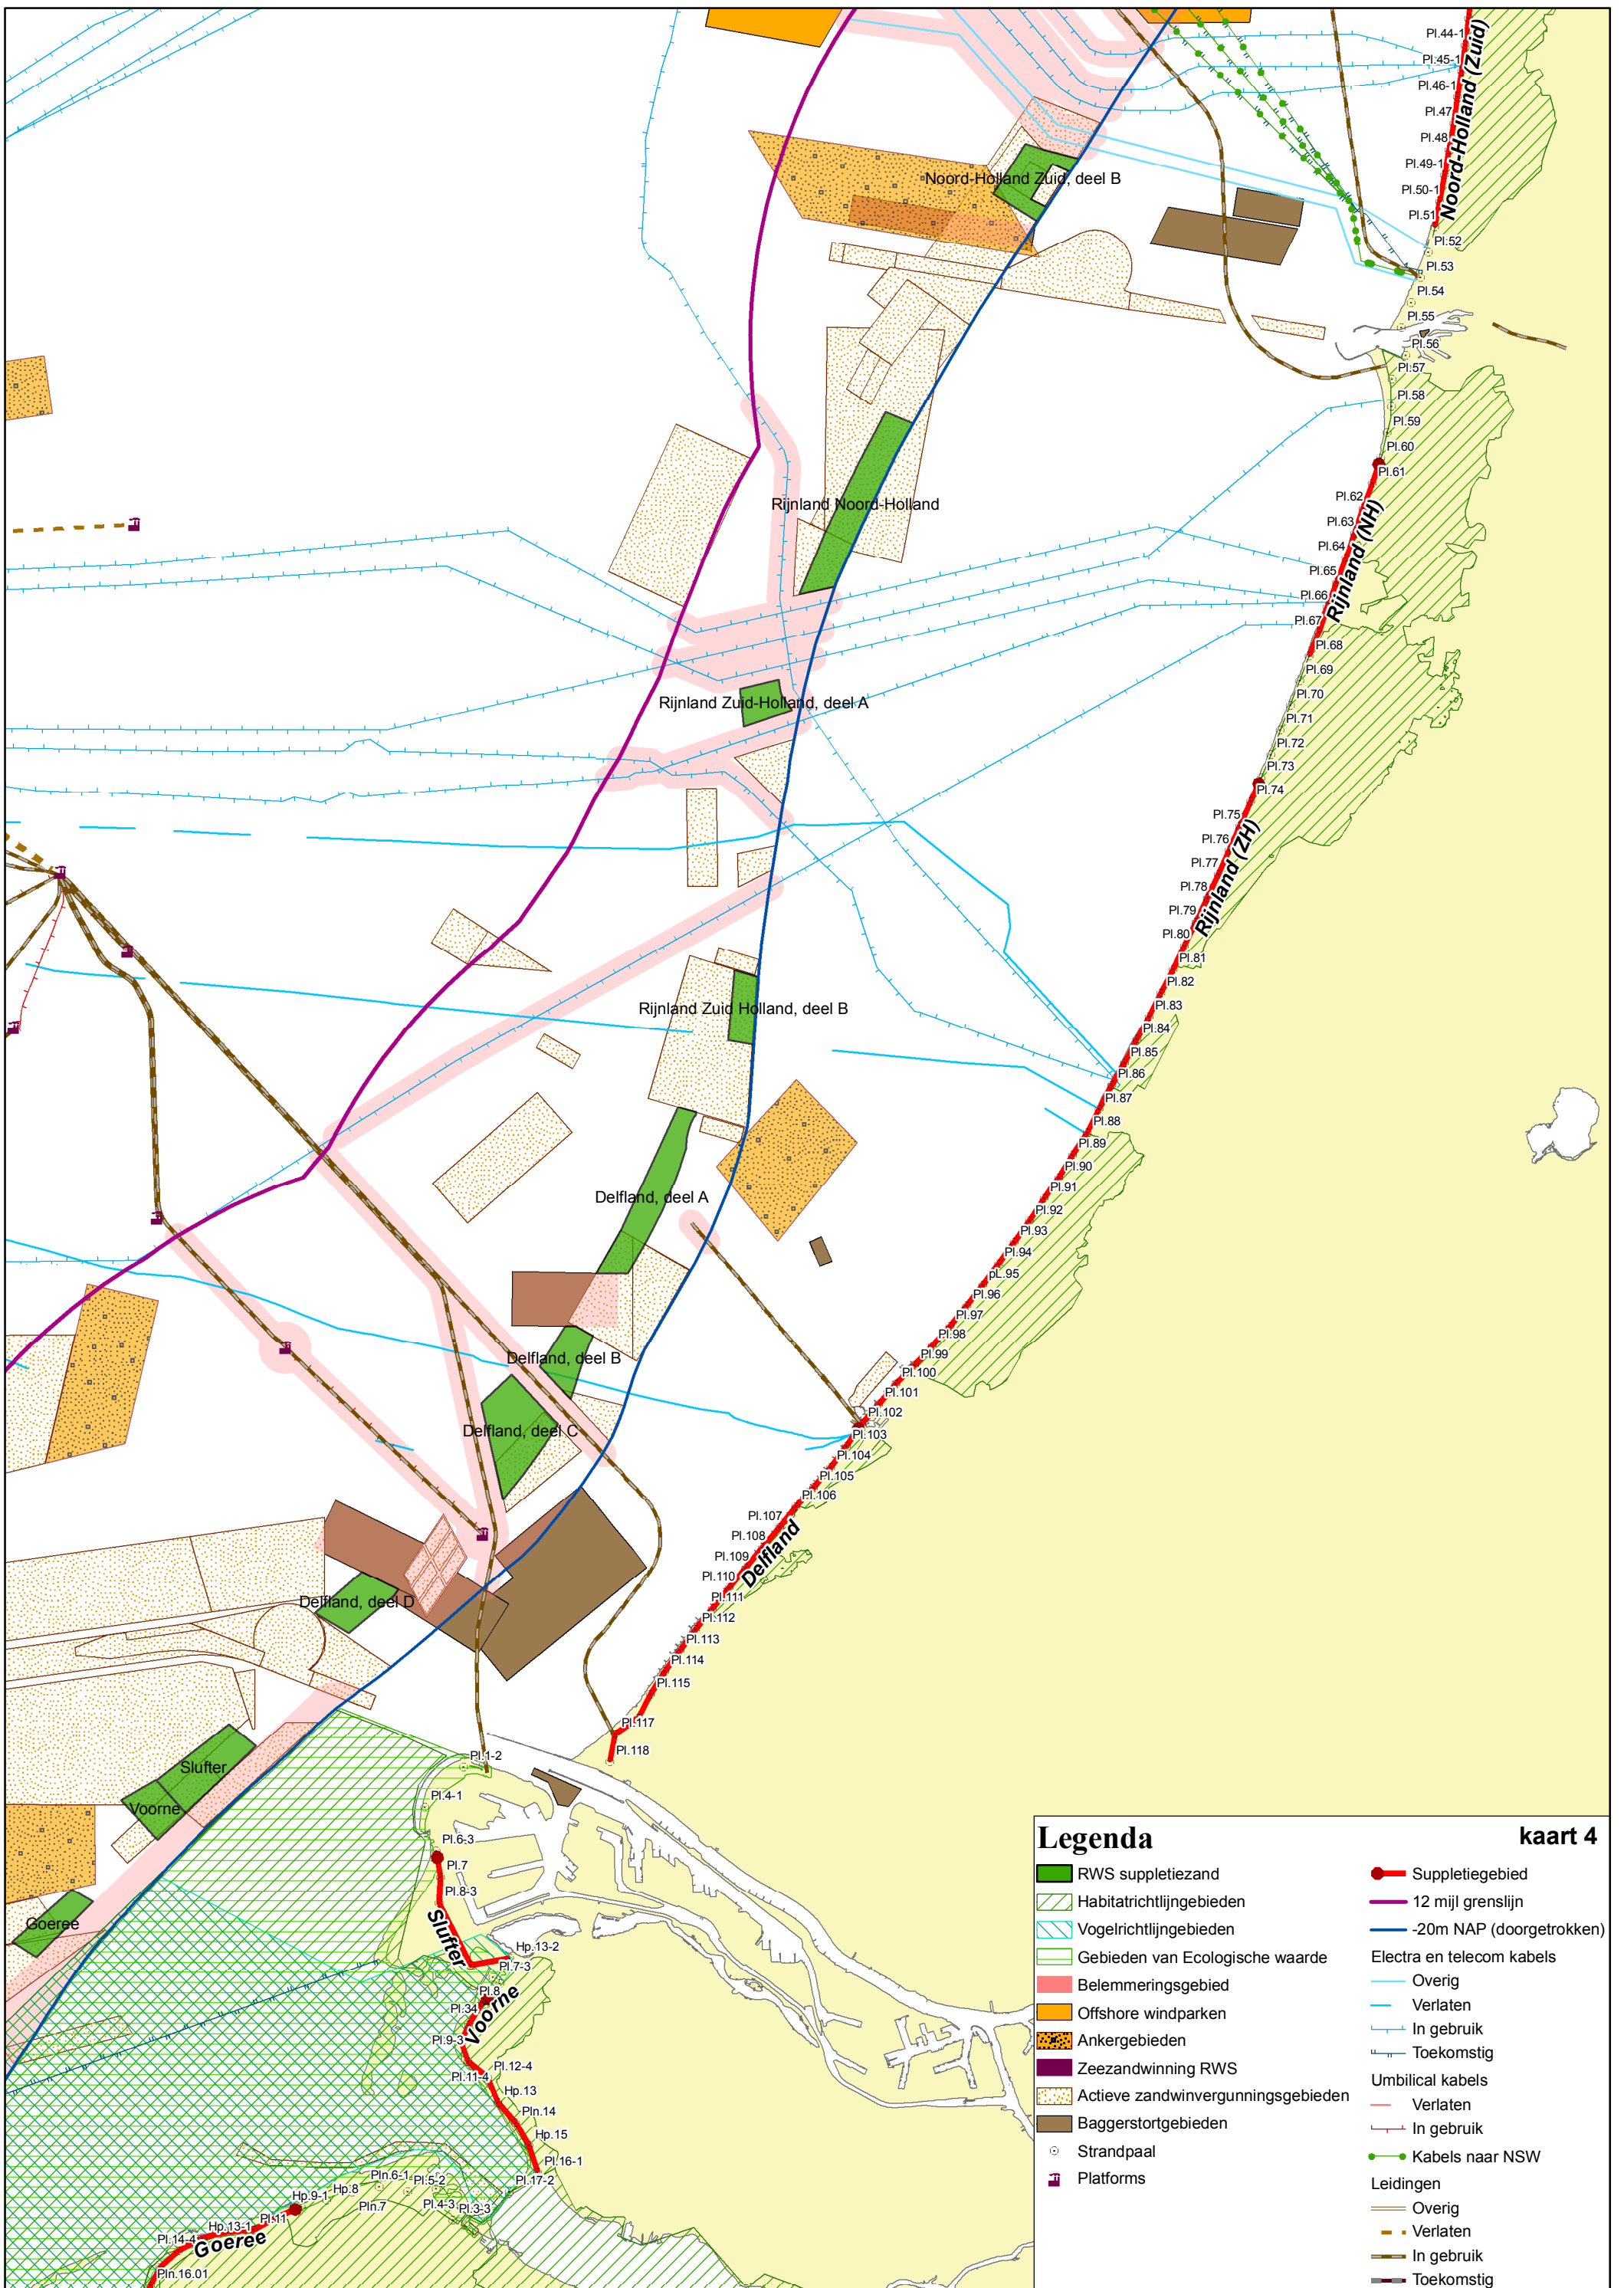 Pl.44-1
Pl.45-1
Pl.46-1
Pl.47
Pl.48
Pl.49-1
Pl.50-1
Pl.51
Noord-Holland (Zuid)
Pl.52
Pl.53
Pl.54
Pl.55
Pl.56
Pl.57
Pl.58
Pl.59
Pl.60
Pl.61
Pl.62
Pl.63
Pl.64
Pl.65
Pl.66
Pl.67
Rijnland (NH)
Pl.68
Pl.69
Pl.70
Pl.71
Pl.72
Pl.73
Pl.74
Pl.75
Pl.76
Pl.77
Pl.78
Pl.79
Pl.80
Rijnland (ZH)
Pl.81
Pl.82
Pl.83
Pl.84
Pl.85
Pl.86
Pl.87
Pl.88
Pl.89
Pl.90
Pl.91
Pl.92
Pl.93
Pl.94
pL.95
Pl.96
Pl.97
Pl.98
Pl.99
Pl.100
Pl.101
Pl.102
Pl.103
Pl.104
Pl.105
Pl.106
Pl.107
Pl.108
Pl.109
Pl.110
Delfland
Pl.111
Pl.112
Pl.113
Pl.114
Pl.115
Pl.117
Pl.118
Noord-Holland Zuid, deel B
Rijnland Noord-Holland
Rijnland Zuid-Holland, deel A
Rijnland Zuid Holland, deel B
Delfland, deel A
Delfland, deel B
Delfland, deel C
Delfland, deel D
Slufter
Voorne
Goeree
Pl.1-2
Pl.4-1
Pl.6-3
Pl.7
Pl.8-3
Slufter
Hp.13-2
Pl.7-3
Pl.8
Pl.34
Voorne
Pl.9-3
Pl.12-4
Pl.11-4
Hp.13
Pln.14
Hp.15
Pl.16-1
Pl.17-2
Pln.6-1
Pl.5-2
Hp.8
Hp.9-1
Pln.7
Pl.4-3
Pl.3-3
Pl.11
Hp.13-1
Pl.14-4
Goeree
Pln.16.01
Legenda
kaart 4
RWS suppletiezand
Habitatrichtlijngebieden
Vogelrichtlijngebieden
Gebieden van Ecologische waarde
Belemmeringsgebied
Offshore windparken
Ankergebieden
Zeezandwinning RWS
Actieve zandwinvergunningsgebieden
Baggerstortgebieden
Strandpaal
Platforms
Suppletiegebied
12 mijl grenslijn
-20m NAP (doorgetrokken)
Electra en telecom kabels
Overig
Verlaten
In gebruik
Toekomstig
Umbilical kabels
Verlaten
In gebruik
Kabels naar NSW
Leidingen
Overig
Verlaten
In gebruik
Toekomstig